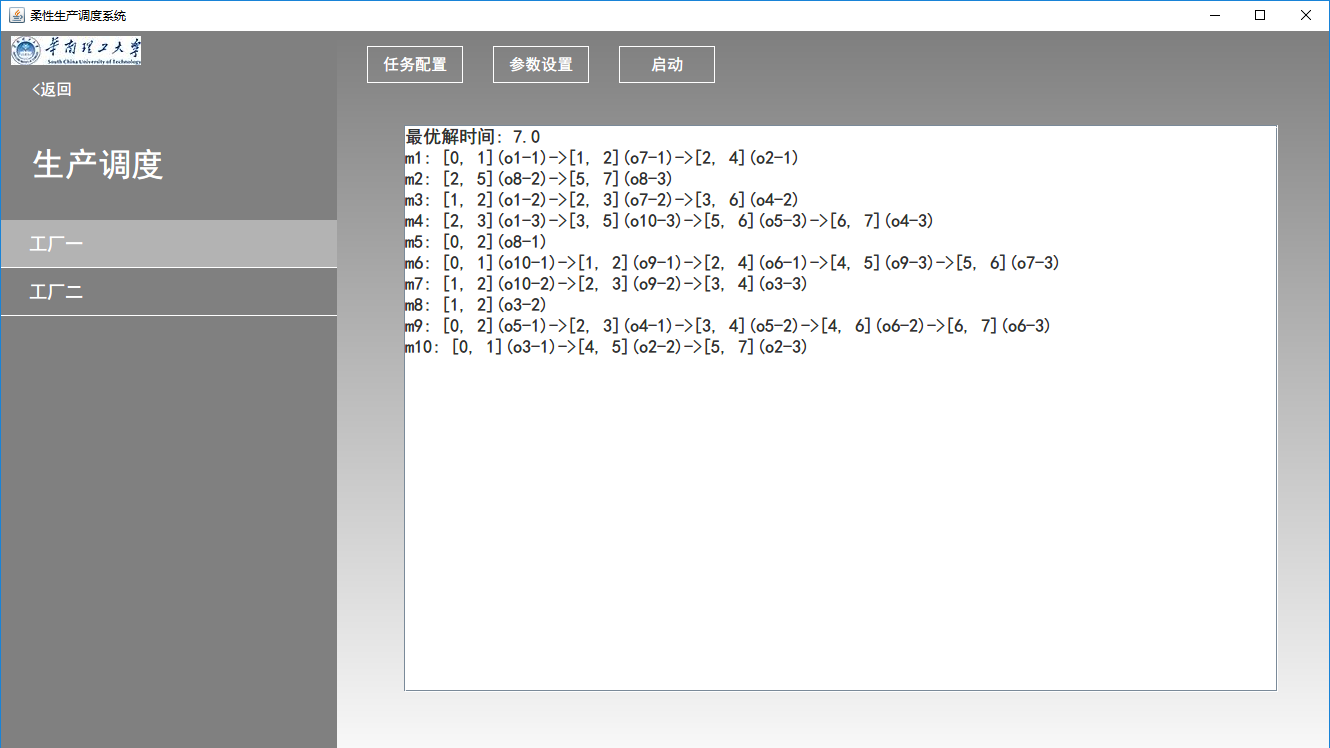 柔性生产调度系统
华南理工大学
South China University of Technology
<返回
生产调度
工厂一
工厂二
任务配置
参数设置
启动
最优解时间: 7.0
m1: [0, 1](o1-1)->[1, 2](o7-1)->[2, 4](o2-1)
m2: [2, 5](o8-2)->[5, 7](o8-3)
m3: [1, 2](o1-2)->[2, 3](o7-2)->[3, 6](o4-2)
m4: [2, 3](o1-3)->[3, 5](o10-3)->[5, 6](o5-3)->[6, 7](o4-3)
m5: [0, 2](o8-1)
m6: [0, 1](o10-1)->[1, 2](o9-1)->[2, 4](o6-1)->[4, 5](o9-3)->[5, 6](o7-3)
m7: [1, 2](o10-2)->[2, 3](o9-2)->[3, 4](o3-3)
m8: [1, 2](o3-2)
m9: [0, 2](o5-1)->[2, 3](o4-1)->[3, 4](o5-2)->[4, 6](o6-2)->[6, 7](o6-3)
m10: [0, 1](o3-1)->[4, 5](o2-2)->[5, 7](o2-3)